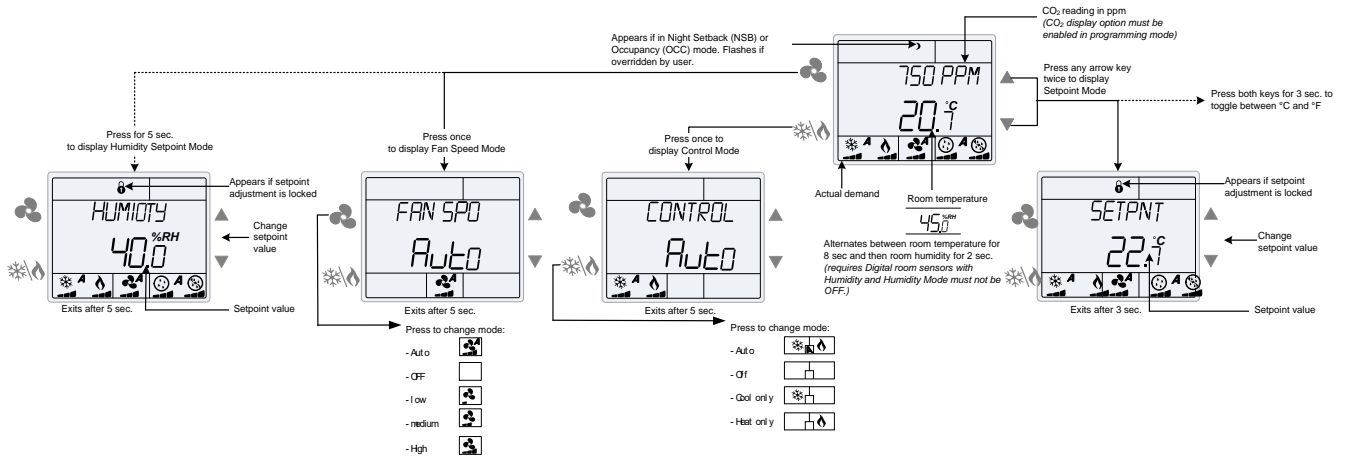 CO₂ reading in ppm
(CO₂ display option must be
enabled in programming mode)
Appears if in Night Setback (NSB) or
Occupancy (OCC) mode. Flashes if
overridden by user.
750 PPM
20.7 °C
A
A
A
Press any arrow key
twice to display
Setpoint Mode
Press both keys for 3 sec. to
toggle between °C and °F
Actual demand
Room temperature
45.0 %RH
Alternates between room temperature for
8 sec and then room humidity for 2 sec.
(requires Digital room sensors with
Humidity and Humidity Mode must not be
OFF.)
Press for 5 sec.
to display Humidity Setpoint Mode
Appears if setpoint
adjustment is locked
HUMIDTY
40.0 %RH
A
A
A
Change
setpoint
value
Exits after 5 sec.
Setpoint value
Press once
to display Fan Speed Mode
FAN SPD
Auto
A
Exits after 5 sec.
Press to change mode:
- Auto
A
- OFF
- low
- medium
- High
Press once to
display Control Mode
CONTROL
Auto
A
Exits after 5 sec.
Press to change mode:
- Auto
A
- Off
- Cool only
- Heat only
Appears if setpoint
adjustment is locked
SETPNT
22.1 °C
A
A
A
Change
setpoint value
Exits after 3 sec.
Setpoint value